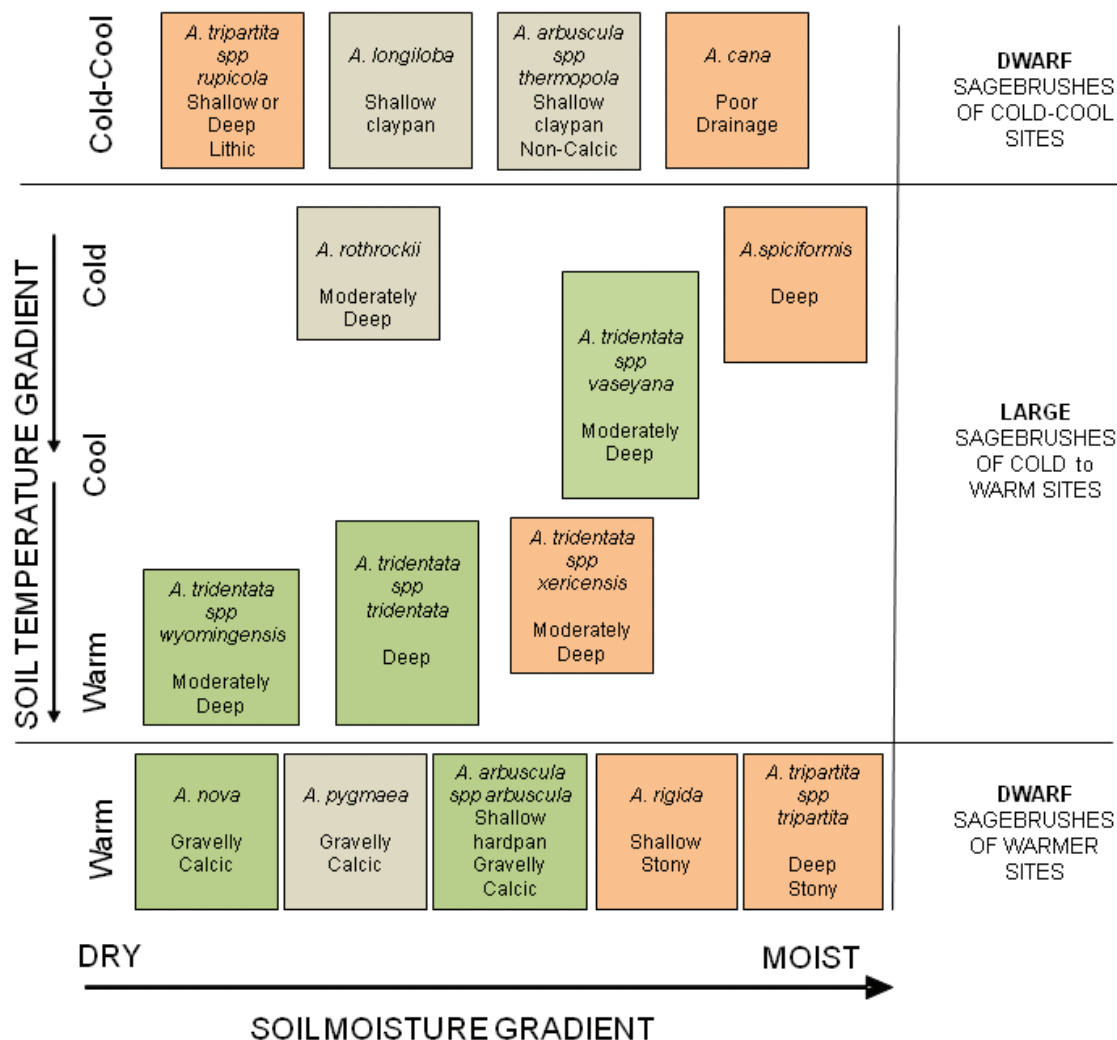 Cold-Cool
A. tripartita
spp
rupicola
Shallow or
Deep
Lithic
A. longiloba
Shallow
claypan
A. arbuscula
spp
thermopola
Shallow
claypan
Non-Calcic
A. cana
Poor
Drainage
DWARF
SAGEBRUSHES
OF COLD-COOL
SITES
SOIL TEMPERATURE GRADIENT
Cold
Cool
Warm
A. rothrockii
Moderately
Deep
A.spiciformis
Deep
A. tridentata
spp
vaseyana
Moderately
Deep
A. tridentata
spp
wyomingensis
Moderately
Deep
A. tridentata
spp
tridentata
Deep
A. tridentata
spp
xericensis
Moderately
Deep
LARGE
SAGEBRUSHES
OF COLD to
WARM SITES
Warm
A. nova
Gravelly
Calcic
A. pygmaea
Gravelly
Calcic
A. arbuscula
spp arbuscula
Shallow
hardpan
Gravelly
Calcic
A. rigida
Shallow
Stony
A. tripartita
spp
tripartita
Deep
Stony
DWARF
SAGEBRUSHES
OF WARMER
SITES
DRY
MOIST
SOIL MOISTURE GRADIENT